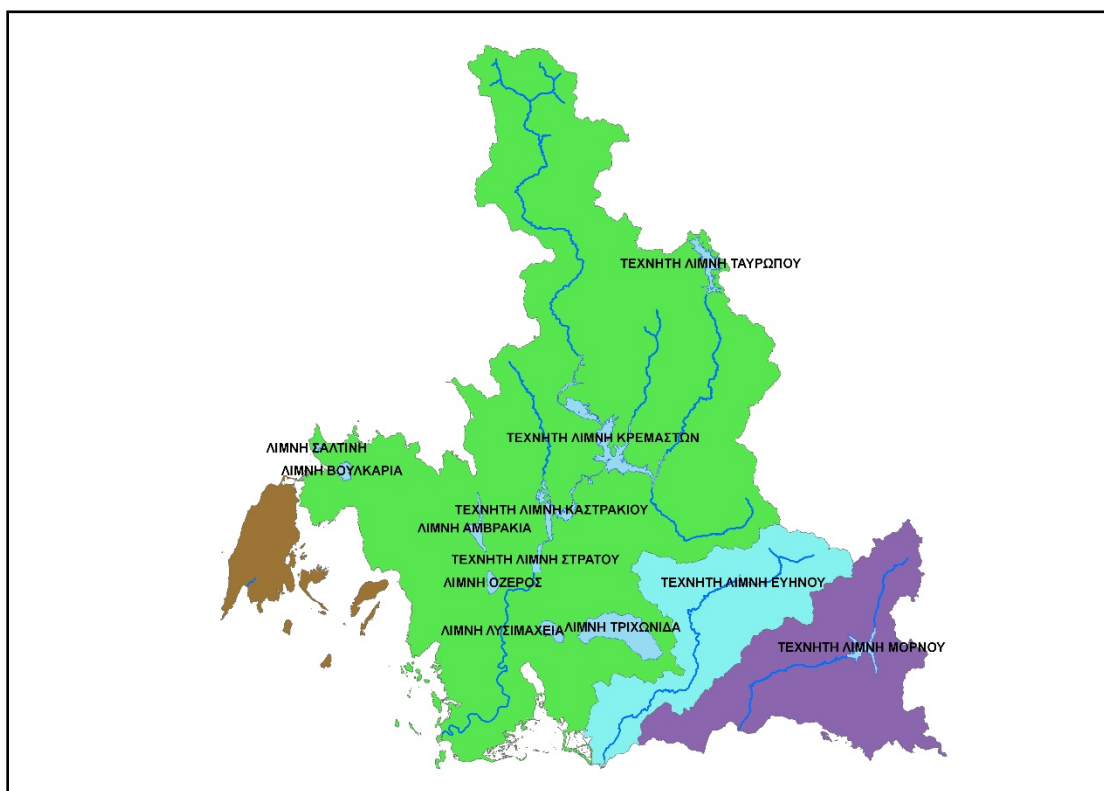 ΤΕΧΝΗΤΗ ΛΙΜΝΗ ΤΑΥΡΩΠΟΥ
ΤΕΧΝΗΤΗ ΛΙΜΝΗ ΚΡΕΜΑΣΤΩΝ
ΛΙΜΝΗ ΣΑΛΤΙΝΗ
ΛΙΜΝΗ ΒΟΥΛΚΑΡΙΑ
ΤΕΧΝΗΤΗ ΛΙΜΝΗ ΚΑΣΤΡΑΚΙΟΥ
ΛΙΜΝΗ ΑΜΒΡΑΚΙΑ
ΤΕΧΝΗΤΗ ΛΙΜΝΗ ΣΤΡΑΤΟΥ
ΛΙΜΝΗ ΟΖΕΡΟΣ
ΤΕΧΝΗΤΗ ΛΙΜΝΗ ΕΥΗΝΟΥ
ΛΙΜΝΗ ΛΥΣΙΜΑΧΕΙΑ
ΛΙΜΝΗ ΤΡΙΧΩΝΙΔΑ
ΤΕΧΝΗΤΗ ΛΙΜΝΗ ΜΟΡΝΟΥ